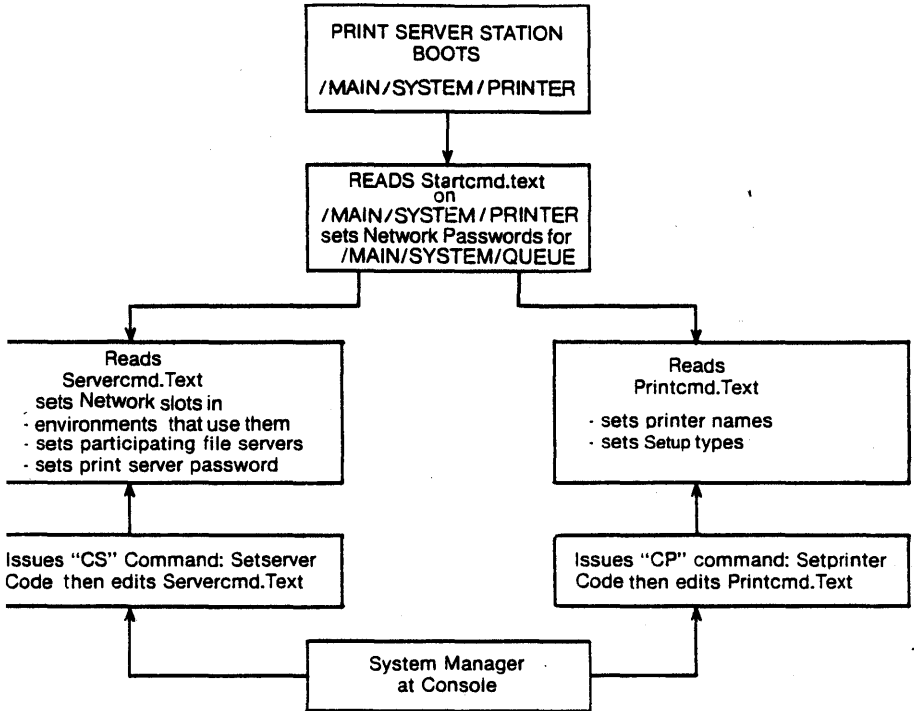 PRINT SERVER STATION
BOOTS
/MAIN/SYSTEM/PRINTER
READS Startcmd.text
on
/MAIN/SYSTEM/PRINTER
sets Network Passwords for
/MAIN/SYSTEM/QUEUE
Reads
Servercmd.Text
sets Network slots in
- environments that use them
- sets participating file servers
- sets print server password
Reads
Printcmd.Text
- sets printer names
- sets Setup types
Issues “CS” Command: Setserver
Code then edits Servercmd.Text
Issues “CP” command: Setprinter
Code then edits Printcmd.Text
System Manager
at Console